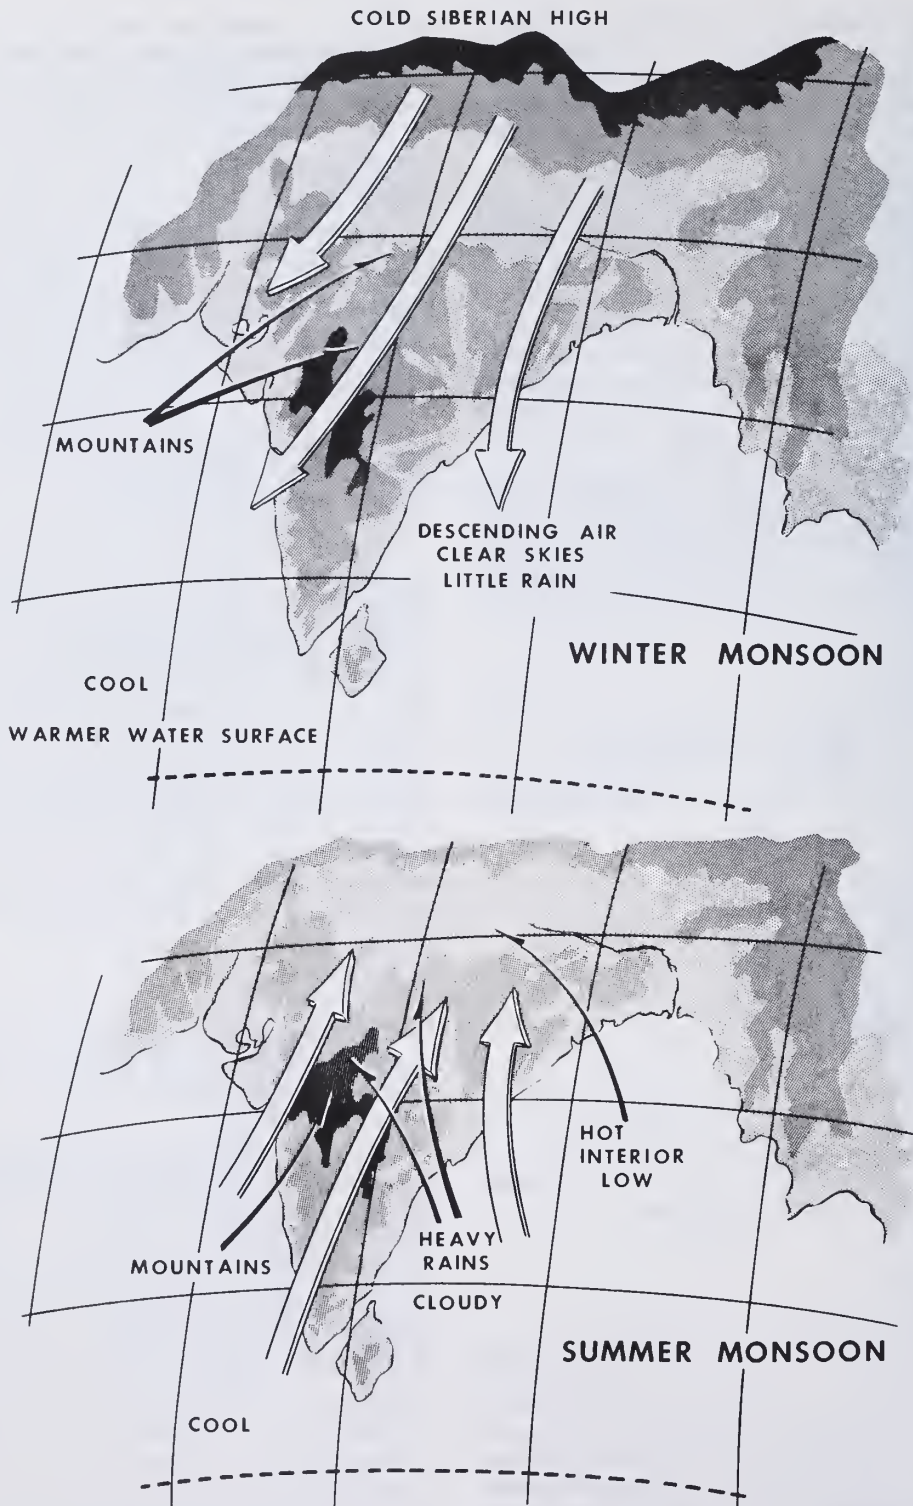 COLD SIBERIAN HIGH
MOUNTAINS
DESCENDING AIR
CLEAR SKIES
LITTLE RAIN
WINTER MONSOON
COOL
WARMER WATER SURFACE
HOT
INTERIOR
LOW
MOUNTAINS
HEAVY
RAINS
CLOUDY
SUMMER MONSOON
COOL